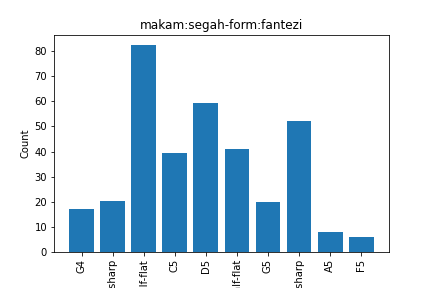 makam:segah-form:fantezi
80
70
60
50
40
30
20
10
0
Count
G4
sharp
lf-flat
C5
D5
lf-flat
G5
sharp
A5
F5